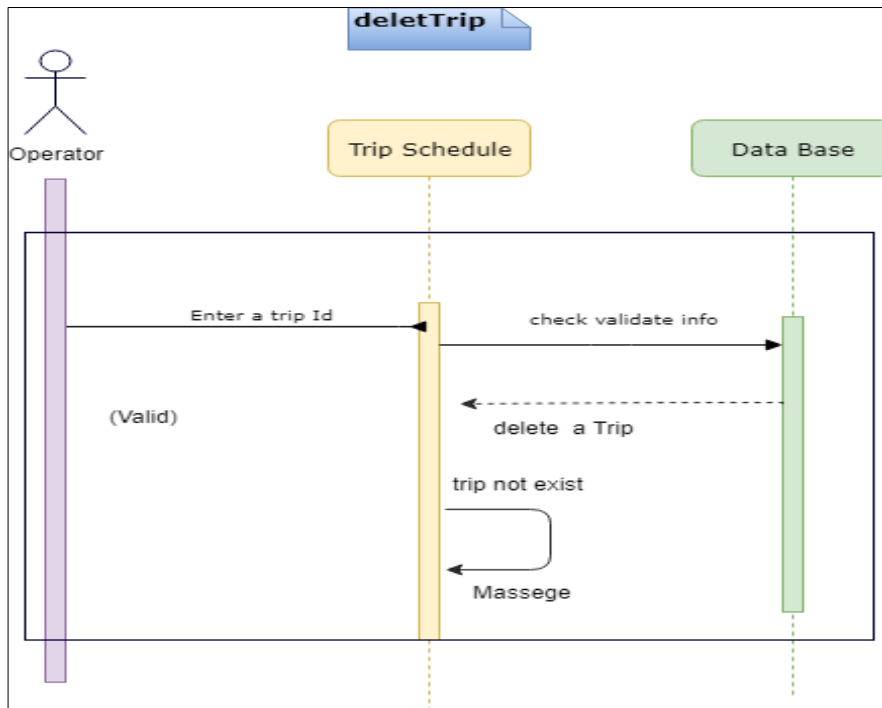 deletTrip
Operator
Trip Schedule
Data Base
Enter a trip Id
check validate info
(Valid)
delete a Trip
trip not exist
Massege